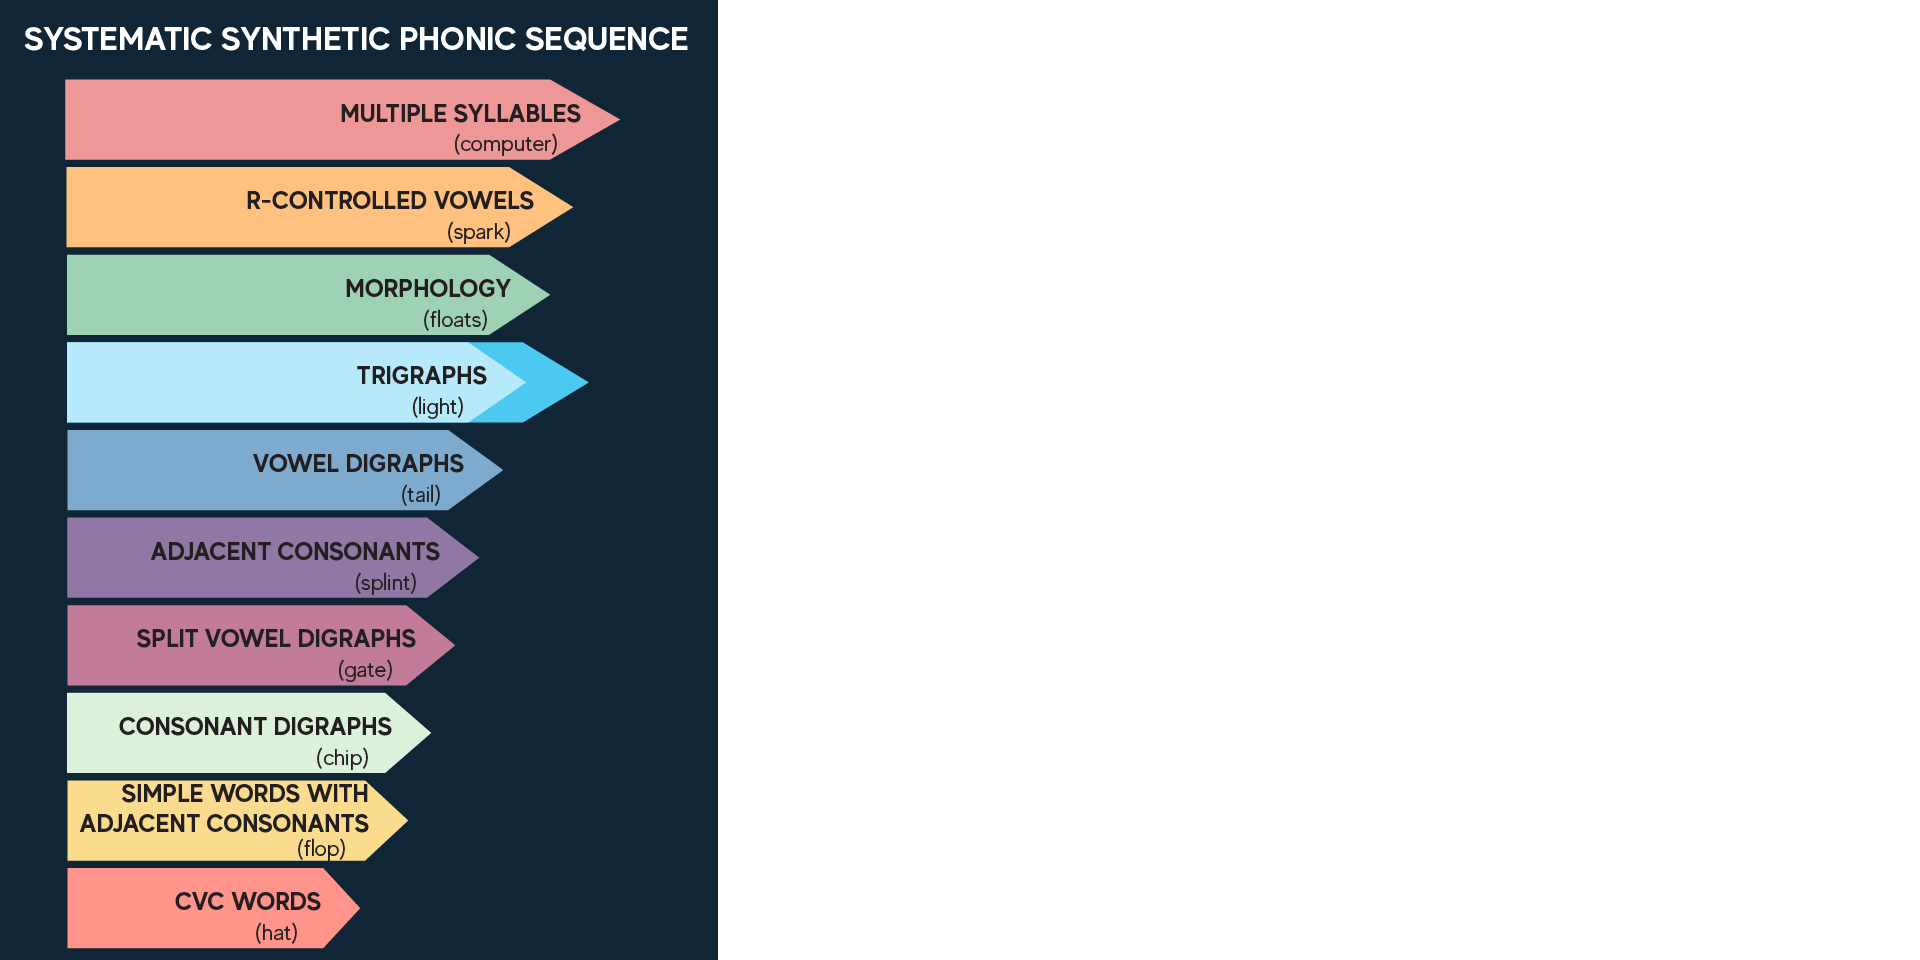 SYSTEMATIC SYNTHETIC PHONIC SEQUENCE
MULTIPLE SYLLABLES
(computer)
R-CONTROLLED VOWELS
(spark)
MORPHOLOGY
(floats)
TRIGRAPHS
(light)
VOWEL DIGRAPHS
(tail)
ADJACENT CONSONANTS
(splint)
SPLIT VOWEL DIGRAPHS
(gate)
CONSONANT DIGRAPHS
(chip)
SIMPLE WORDS WITH
ADJACENT CONSONANTS
(flop)
CVC WORDS
(hat)